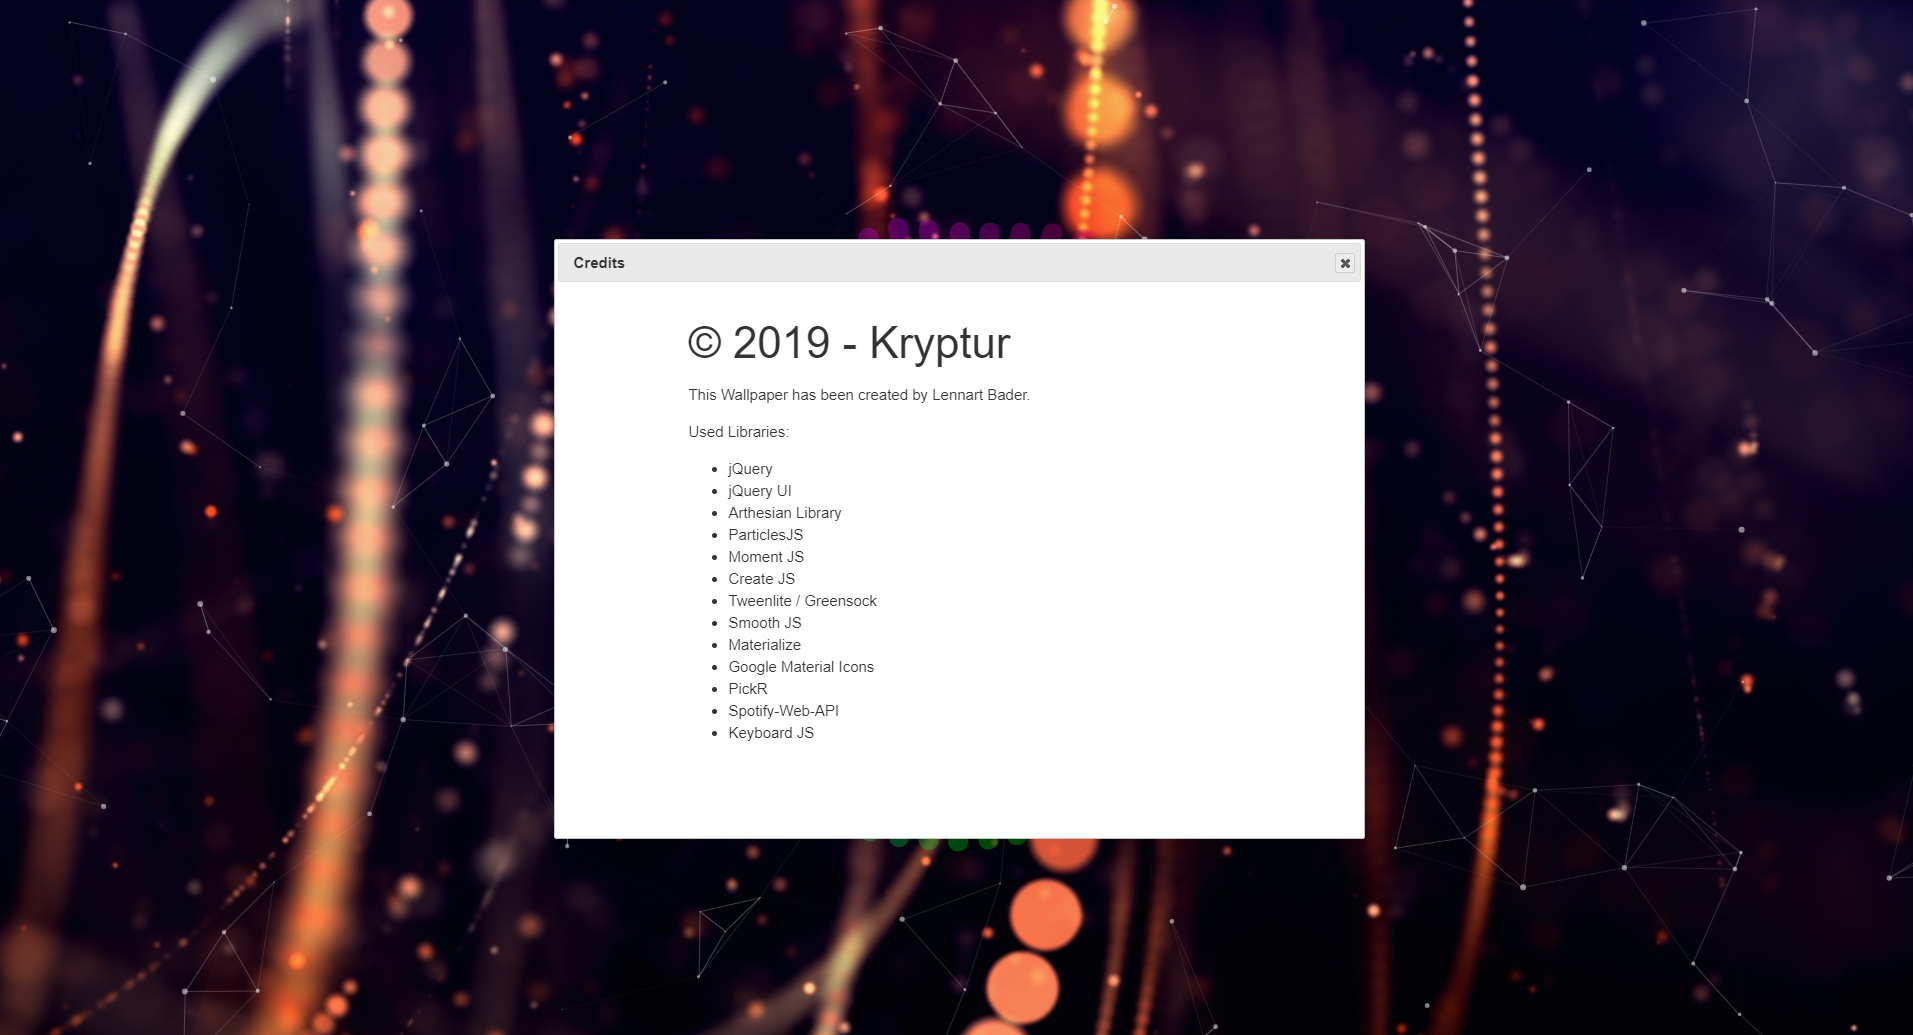 Credits
© 2019 - Kryptur
This Wallpaper has been created by Lennart Bader.
Used Libraries:
jQuery
jQuery UI
Arthesian Library
ParticlesJS
Moment JS
Create JS
Tweenlite / Greensock
Smooth JS
Materialize
Google Material Icons
PickR
Spotify-Web-API
Keyboard JS